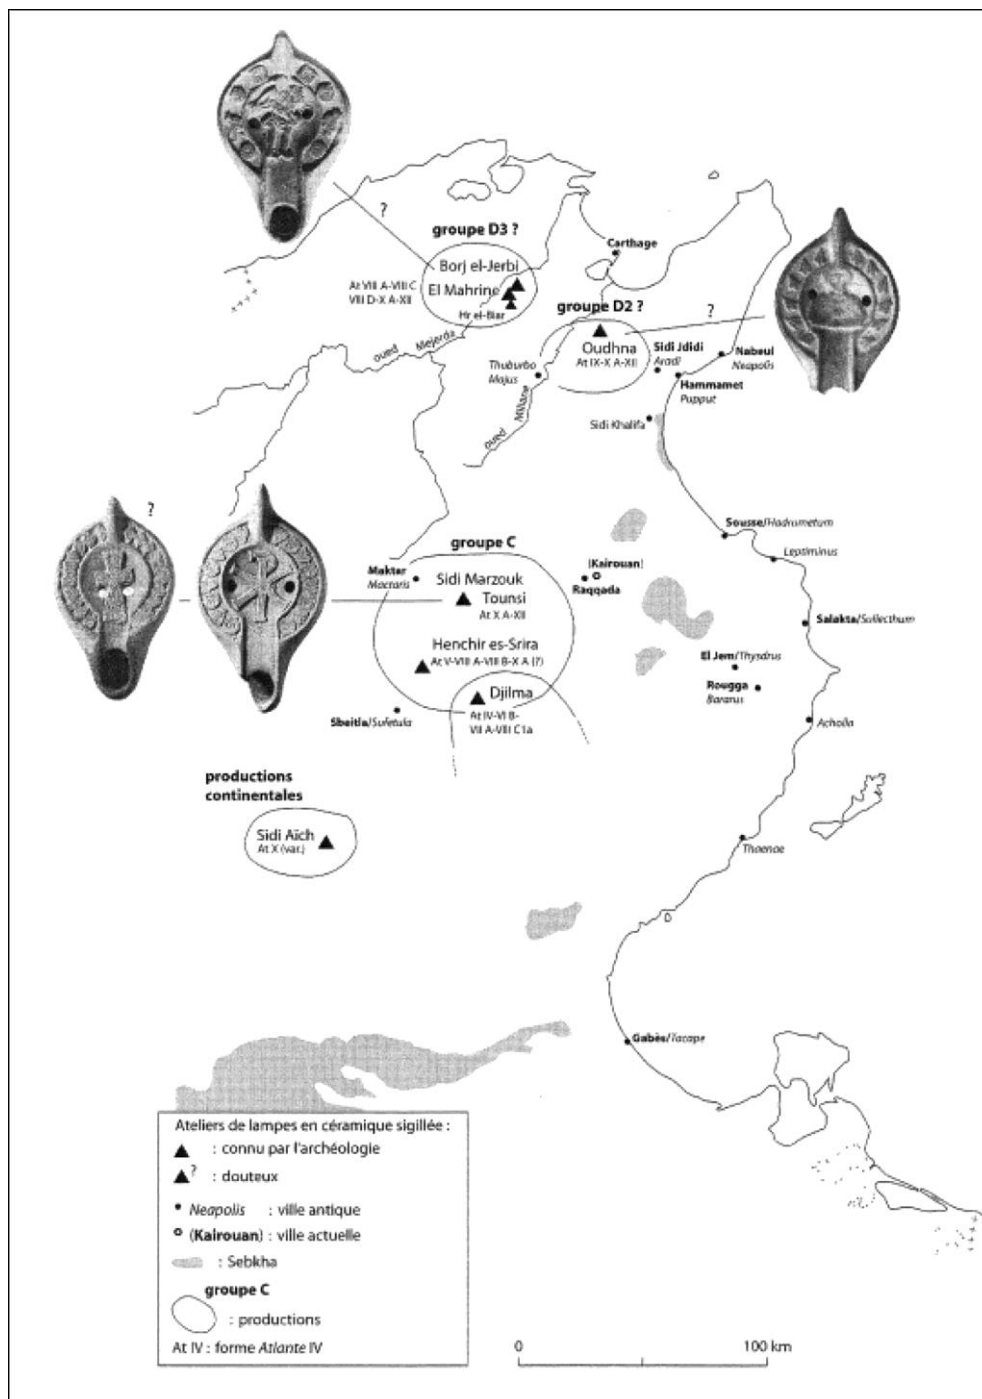 ?
groupe D3 ?
Borj el-Jerbi
At VIII A-VIII C
VIII D-X A-XII
El Mahrine
Hr el-Biar
oued Mejerda
Carthage
groupe D2 ?
?
Oudhna
At IX-X A-XII
Sidi Jdidi
Aradi
Nabeul
Neapolis
Thuburbo
Majus
Hammamet
Pupput
oued Miliane
Sidi Khalifa
?
Sousse/Hadrumetum
groupe C
Leptiminus
(Kairouan)
Maktar
Mactaris
Sidi Marzouk
Tounsi
At X A-XII
Raqqada
Salakta/Sullecthum
Henchir es-Srira
At V-VIII A-VIII B-X A (?)
El Jem/Thysdrus
Rougga
Bararus
Djilma
At IV-VI B-
VII A-VIII C1a
Sbeitla/Sufetula
Acholla
productions
continentales
Sidi Aïch
At X (var.)
Thaenae
Gabès/Tacape
Ateliers de lampes en céramique sigillée :
: connu par l'archéologie
? : douteux
Neapolis : ville antique
(Kairouan) : ville actuelle
: Sebkha
groupe C
: productions
At IV : forme Atlante IV
0 100 km